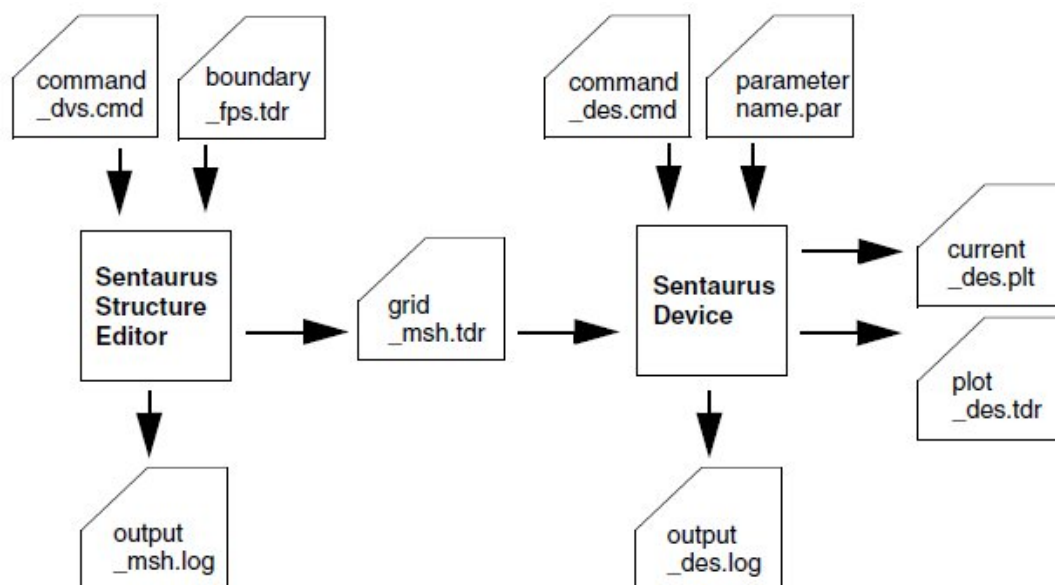 command
_dvs.cmd
boundary
_fps.tdr
command
_des.cmd
parameter
name.par
Sentaurus
Structure
Editor
grid
_msh.tdr
Sentaurus
Device
current
_des.plt
plot
_des.tdr
output
_msh.log
output
_des.log